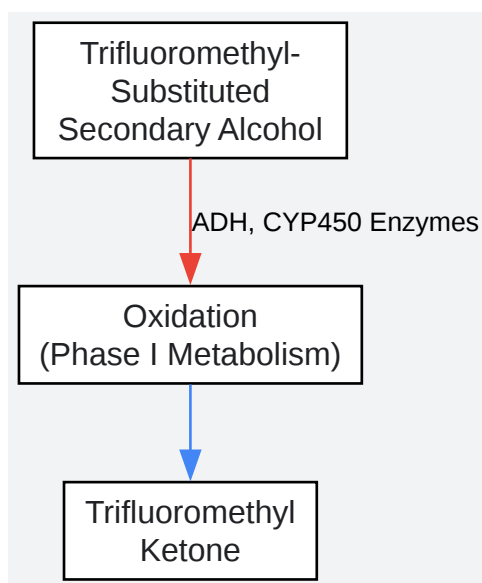 Trifluoromethyl-
Substituted
Secondary Alcohol
ADH, CYP450 Enzymes
Oxidation
(Phase I Metabolism)
Trifluoromethyl
Ketone